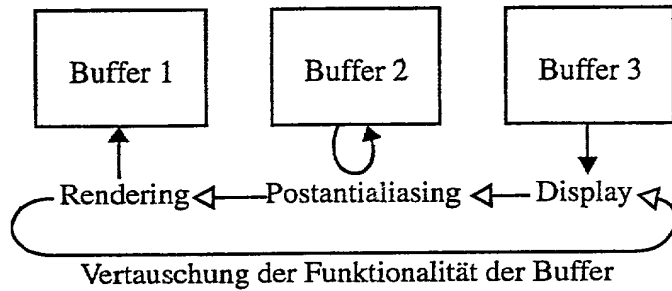 Buffer 1 Buffer 2 Buffer 3
Rendering Postantialiasing Display
Vertauschung der Funktionalität der Buffer